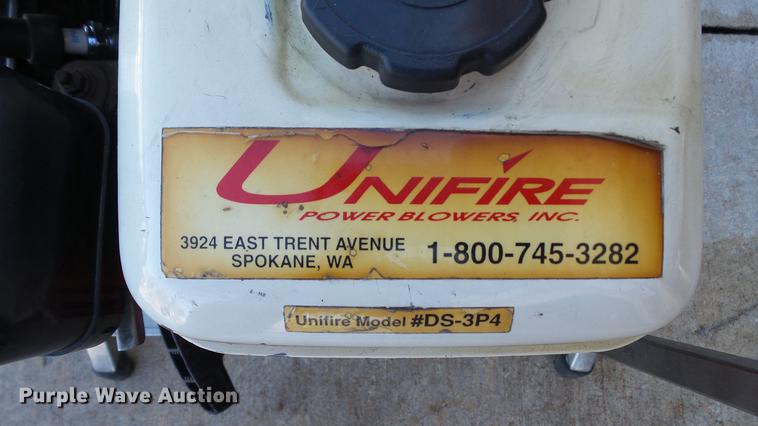 UNIFIRE
POWER BLOWERS, INC.
3924 EAST TRENT AVENUE
SPOKANE, WA
1-800-745-3282
Unifire Model #DS-3P4
Purple Wave Auction